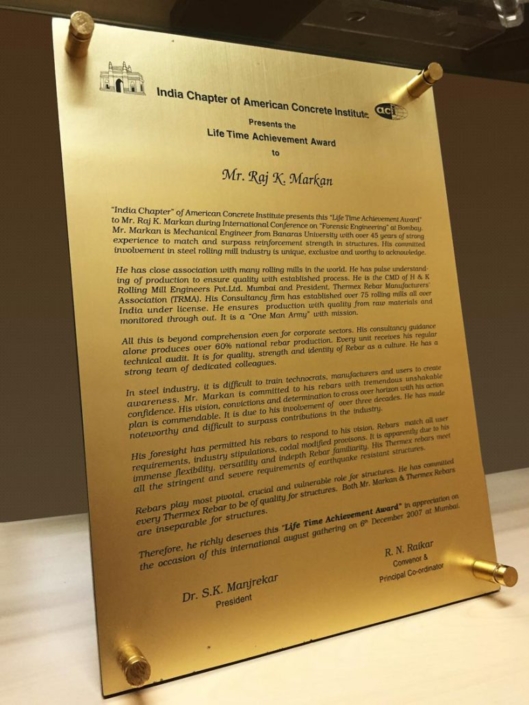 India Chapter of American Concrete Institute
aci
Presents the
Life Time Achievement Award
to
Mr. Raj K. Markan
"India Chapter" of American Concrete Institute presents this "Life Time Achievement Award"
to Mr. Raj K. Markan during International Conference on "Forensic Engineering" at Bombay.
Mr. Markan is Mechanical Engineer from Banaras University with over 45 years of strong
experience to match and surpass reinforcement strength in structures. His committed
involvement in steel rolling mill industry is unique, exclusive and worthy to acknowledge.
He has close association with many rolling mills in the world. He has pulse understand-
ing of production to ensure quality with established process. He is the CMD of H & K
Rolling Mill Engineers Pvt.Ltd. Mumbai and President, Thermex Rebar Manufacturers'
Association (TRMA). His Consultancy firm has established over 75 rolling mills all over
India under license. He ensures production with quality from raw materials and
monitored through out. It is a "One Man Army" with mission.
All this is beyond comprehension even for corporate sectors. His consultancy guidance
alone produces over 60% national rebar production. Every unit receives his regular
technical audit. It is for quality, strength and identity of Rebar as a culture. He has a
strong team of dedicated colleagues.
In steel industry, it is difficult to train technocrats, manufacturers and users to create
awareness. Mr. Markan is committed to his rebars with tremendous unshakable
confidence. His vision, convictions and determination to cross over horizon with his action
plan is commendable. It is due to his involvement of over three decades. He has made
noteworthy and difficult to surpass contributions in the industry.
His foresight has permitted his rebars to respond to his vision. Rebars match all user
requirements, industry stipulations, codal modified provisons. It is apparently due to his
immense flexibility, versatility and indepth Rebar familiarity. His Thermex rebars meet
all the stringent and severe requirements of earthquake resistant structures.
Rebars play most pivotal, crucial and vulnerable role for structures. He has committed
every Thermex Rebar to be of quality for structures. Both Mr. Markan & Thermex Rebars
are inseparable for structures.
Therefore, he richly deserves this "Life Time Achievement Award" in appreciation on
the occasion of this international august gathering on 6th December 2007 at Mumbai.
Dr. S.K. Manjrekar
President
R. N. Raikar
Convenor &
Principal Co-ordinator